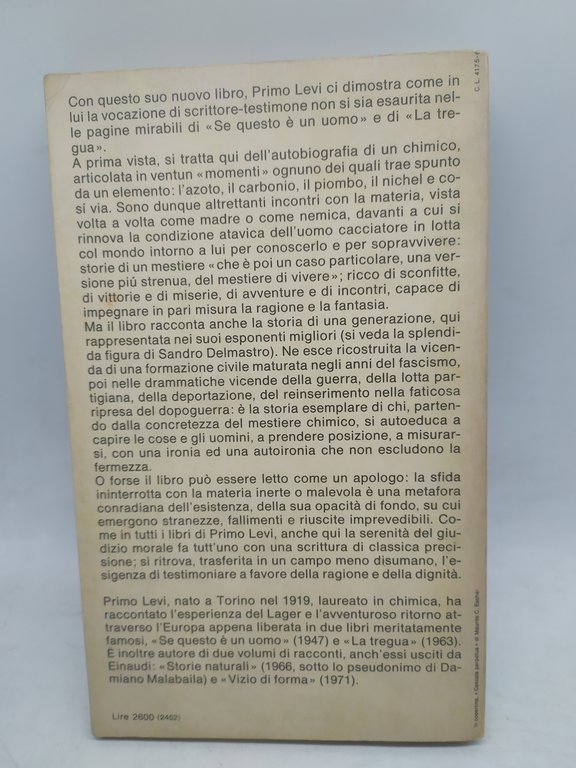 C. L. 4175-4
Con questo suo nuovo libro, Primo Levi ci dimostra come in
lui la vocazione di scrittore-testimone non si sia esaurita nel-
le pagine mirabili di «Se questo è un uomo» e di «La tre-
gua».
A prima vista, si tratta qui dell'autobiografia di un chimico,
articolata in ventun «momenti» ognuno dei quali trae spunto
da un elemento: l'azoto, il carbonio, il piombo, il nichel e co-
sí via. Sono dunque altrettanti incontri con la materia, vista
volta a volta come madre o come nemica, davanti a cui si
rinnova la condizione atavica dell'uomo cacciatore in lotta
col mondo intorno a lui per conoscerlo e per sopravvivere:
storie di un mestiere «che è poi un caso particolare, una ver-
sione piú strenua, del mestiere di vivere»; ricco di sconfitte,
di vittorie e di miserie, di avventure e di incontri, capace di
impegnare in pari misura la ragione e la fantasia.
Ma il libro racconta anche la storia di una generazione, qui
rappresentata nei suoi esponenti migliori (si veda la splendi-
da figura di Sandro Delmastro). Ne esce ricostruita la vicen-
da di una formazione civile maturata negli anni del fascismo,
poi nelle drammatiche vicende della guerra, della lotta par-
tigiana, della deportazione, del reinserimento nella faticosa
ripresa del dopoguerra: è la storia esemplare di chi, parten-
do dalla concretezza del mestiere chimico, si autoeduca a
capire le cose e gli uomini, a prendere posizione, a misurar-
si, con una ironia ed una autoironia che non escludono la
fermezza.
O forse il libro può essere letto come un apologo: la sfida
ininterrotta con la materia inerte o malevola è una metafora
conradiana dell'esistenza, della sua opacità di fondo, su cui
emergono stranezze, fallimenti e riuscite imprevedibili. Co-
me in tutti i libri di Primo Levi, anche qui la serenità del giu-
dizio morale fa tutt'uno con una scrittura di classica preci-
sione; si ritrova, trasferita in un campo meno disumano, l'e-
sigenza di testimoniare a favore della ragione e della dignità.
Primo Levi, nato a Torino nel 1919, laureato in chimica, ha
raccontato l'esperienza del Lager e l'avventuroso ritorno at-
traverso l'Europa appena liberata in due libri meritatamente
famosi, «Se questo è un uomo» (1947) e «La tregua» (1963).
È inoltre autore di due volumi di racconti, anch'essi usciti da
Einaudi: «Storie naturali» (1966, sotto lo pseudonimo di Da-
miano Malabaila) e «Vizio di forma» (1971).
Lire 2600 (2452)
In copertina: «Cascata perpetua» di Maurits C. Escher